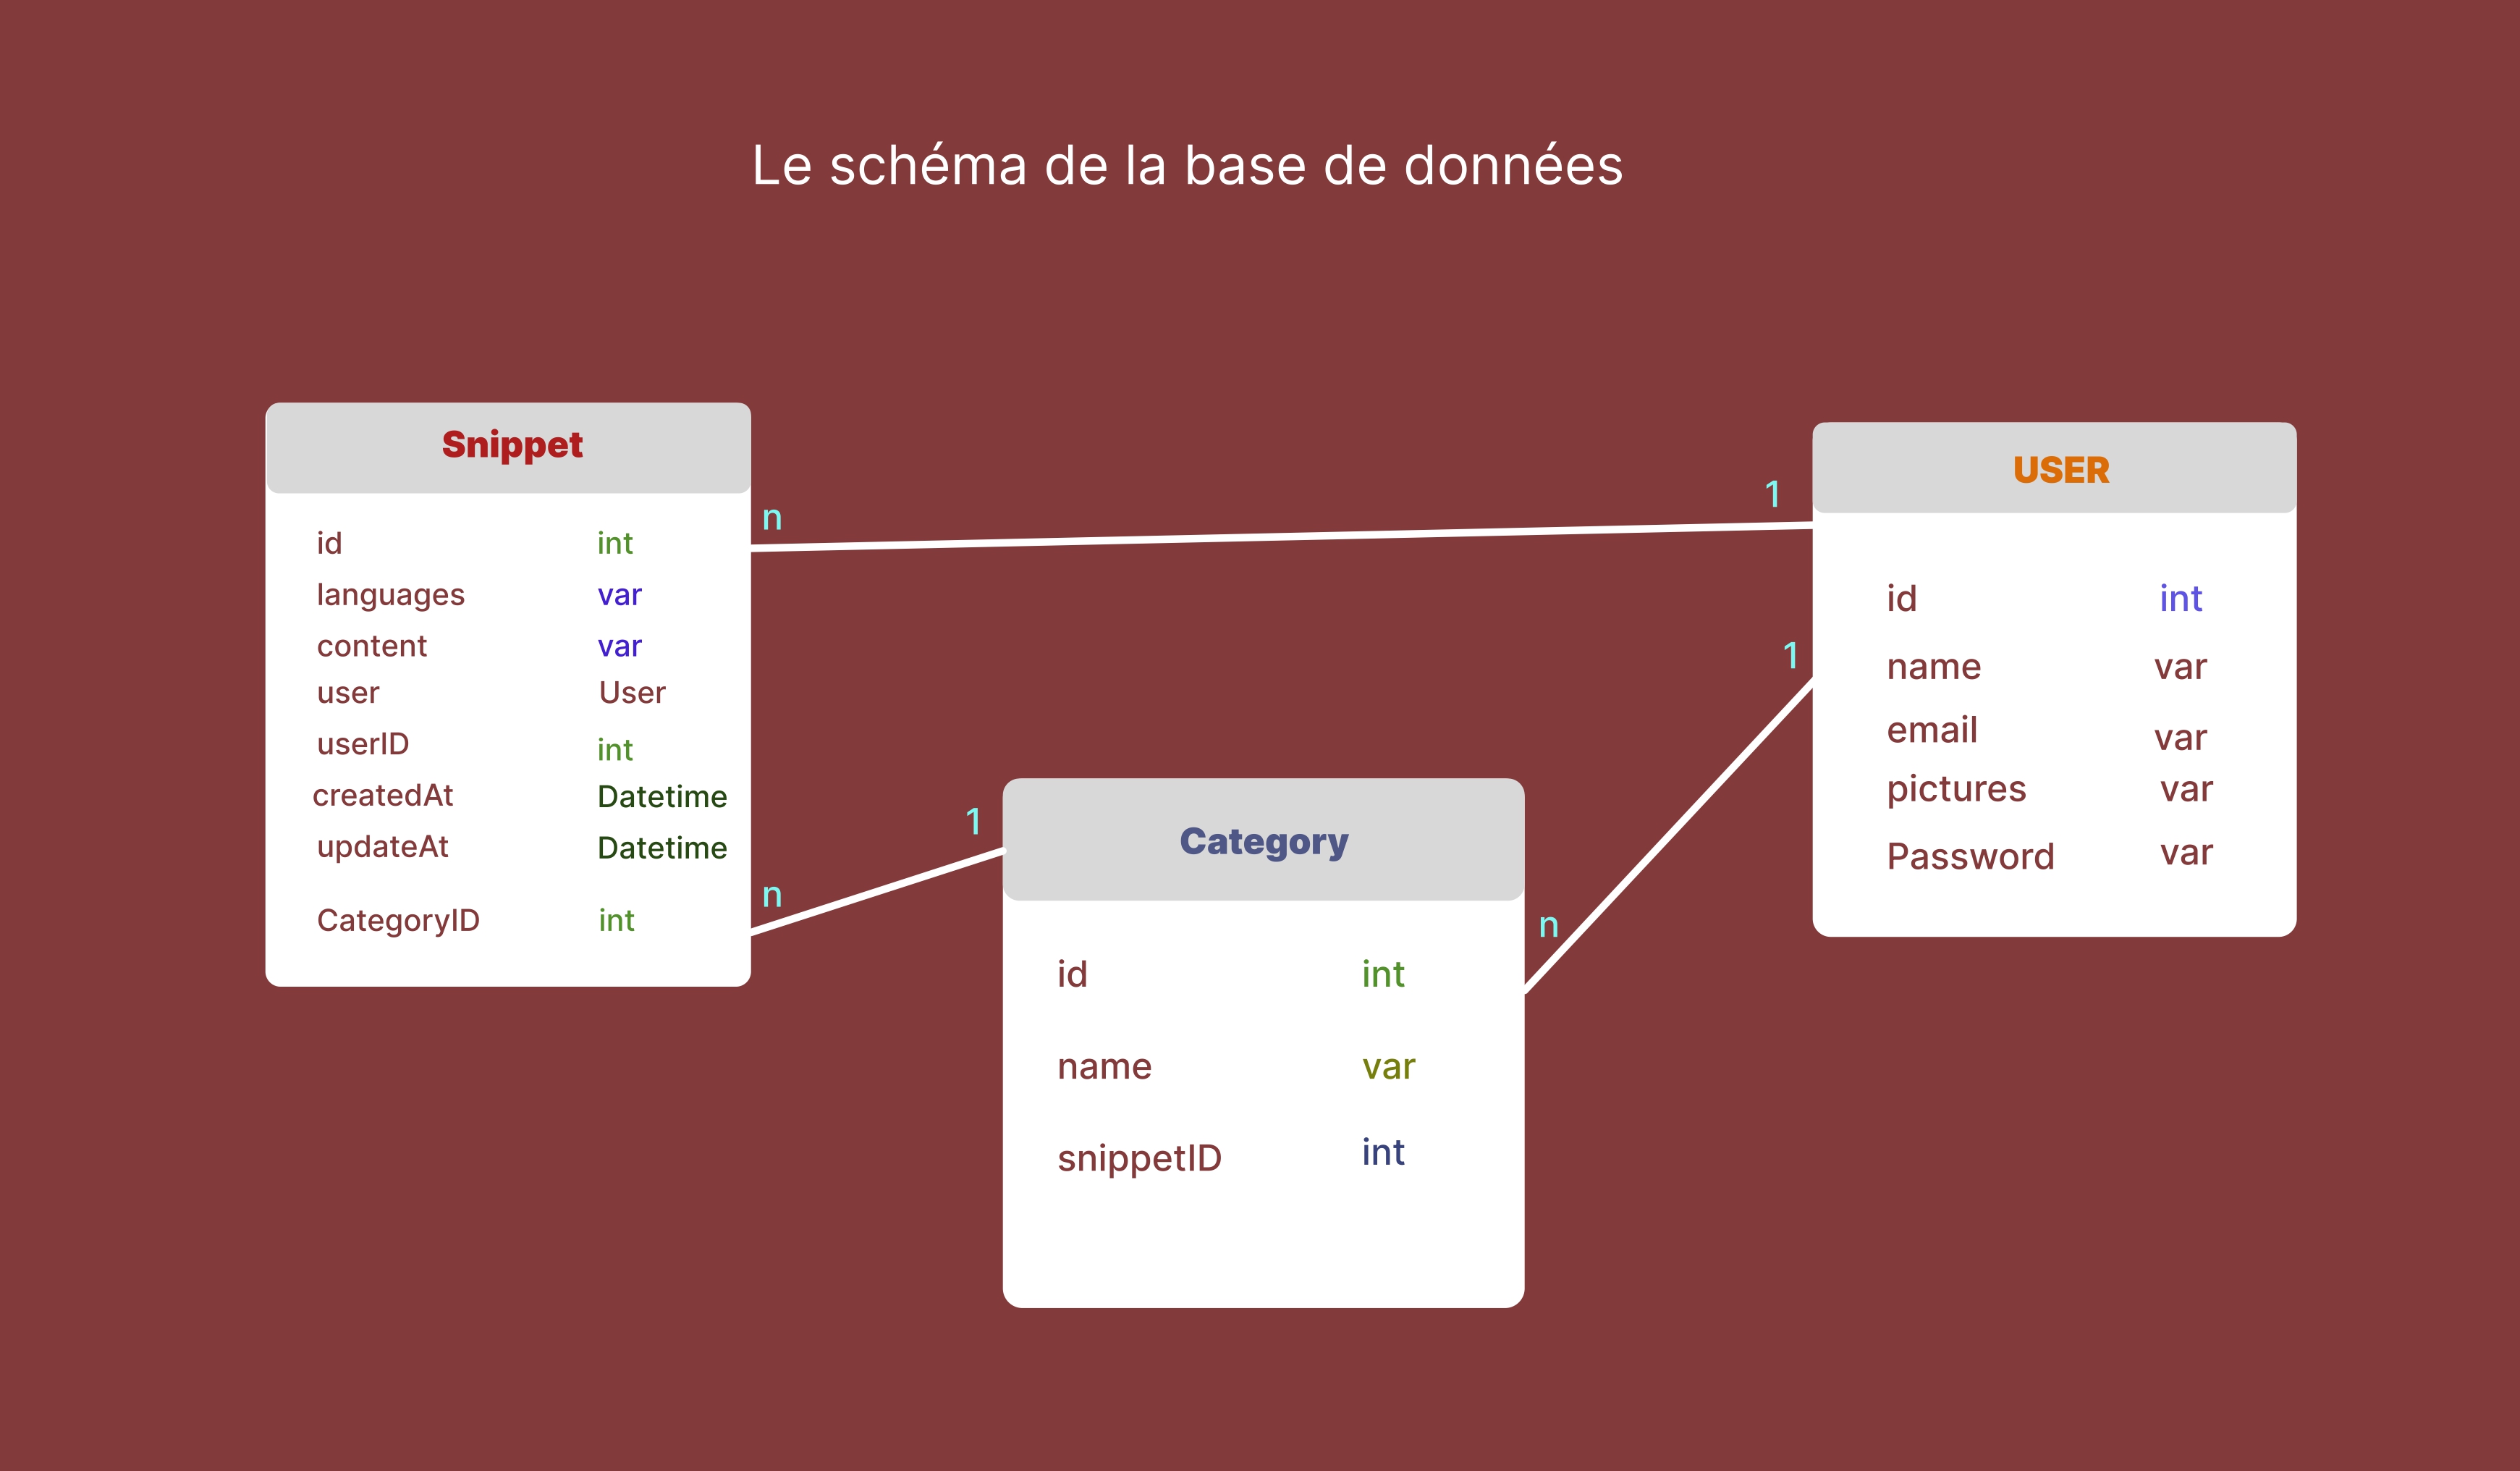 Le schéma de la base de données
Snippet
id int
languages var
content var
user User
userID int
createdAt Datetime
updateAt Datetime
CategoryID int
n
1
n
1
USER
id int
name var
email var
pictures var
Password var
1
n
Category
id int
name var
snippetID int